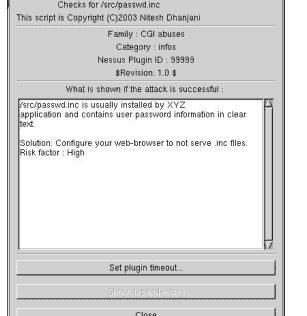 Checks for /src/passwd.inc
This script is Copyright (C)2003 Nitesh Dhanjani
Family : CGI abuses
Category : infos
Nessus Plugin ID : 99999
$Revision: 1.0 $
What is shown if the attack is successful :
/src/passwd.inc is usually installed by XYZ
application and contains user password information in clear
text.
Solution: Configure your web-browser to not serve .inc files.
Risk factor : High
Set plugin timeout...
Show dependencies
Close